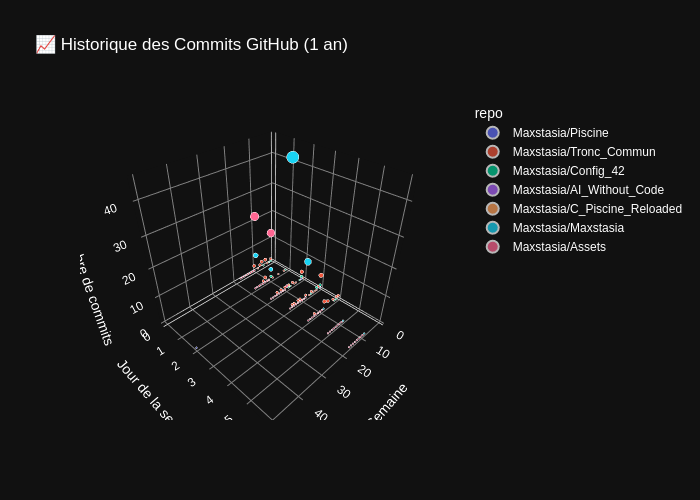 📈 Historique des Commits GitHub (1 an)
repo
Maxstasia/Piscine
Maxstasia/Tronc_Commun
Maxstasia/Config_42
Maxstasia/AI_Without_Code
Maxstasia/C_Piscine_Reloaded
Maxstasia/Maxstasia
Maxstasia/Assets
40
30
20
10
0
de commits
0
1
2
3
4
5
Jour de la
0
10
20
30
40